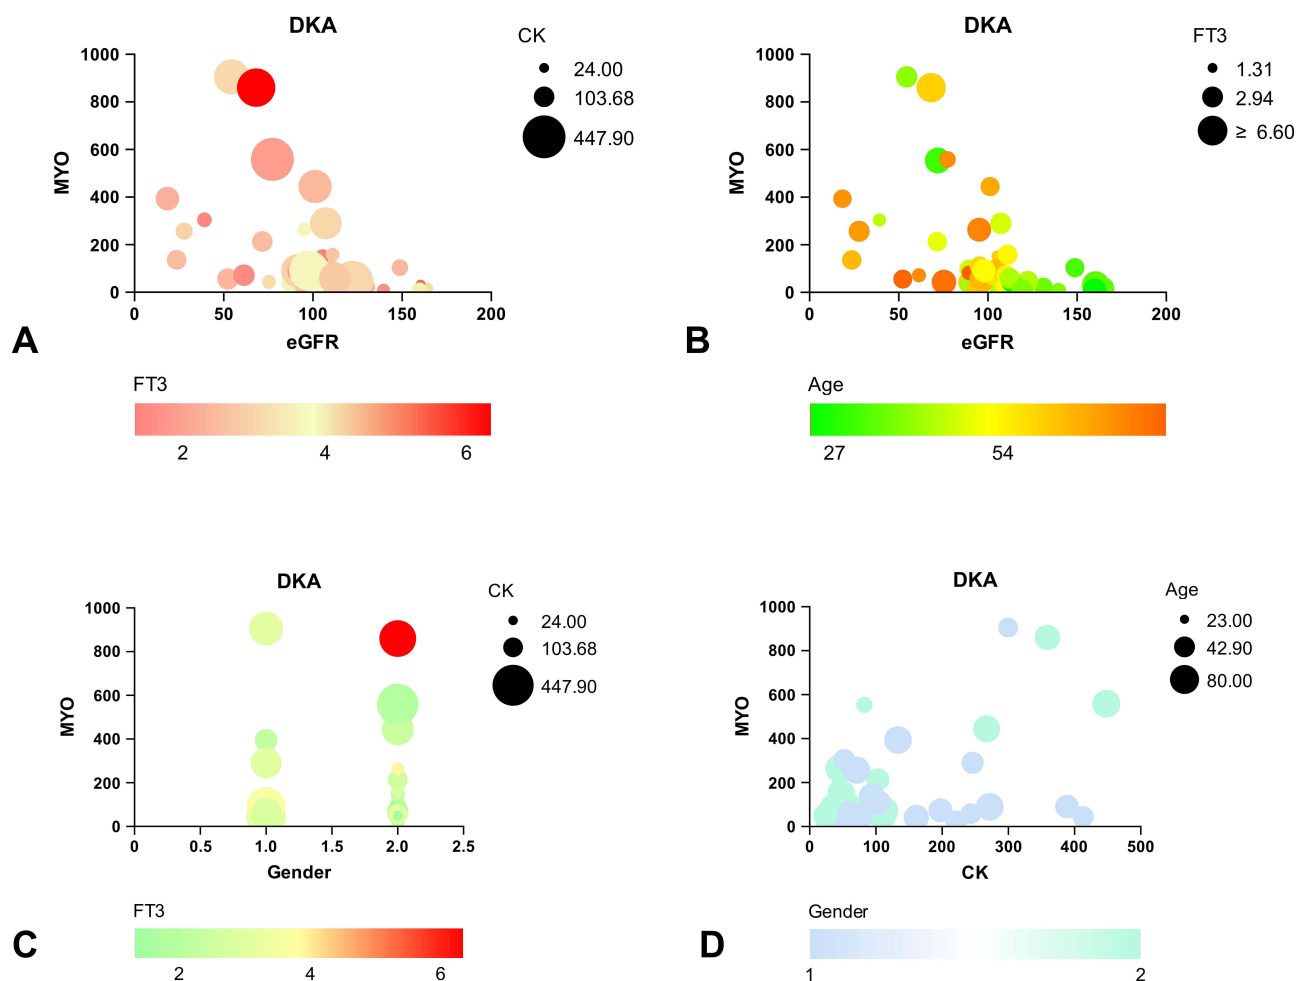 DKA
CK
24.00
103.68
447.90
1000
800
600
400
200
0
MYO
0 50 100 150 200
eGFR
A
FT3
2 4 6
DKA
FT3
1.31
2.94
≥ 6.60
1000
800
600
400
200
0
MYO
0 50 100 150 200
eGFR
B
Age
27 54
DKA
CK
24.00
103.68
447.90
1000
800
600
400
200
0
MYO
0 0.5 1.0 1.5 2.0 2.5
Gender
FT3
C
2 4 6
DKA
Age
23.00
42.90
80.00
1000
800
600
400
200
0
MYO
0 100 200 300 400 500
CK
Gender
D
1 2